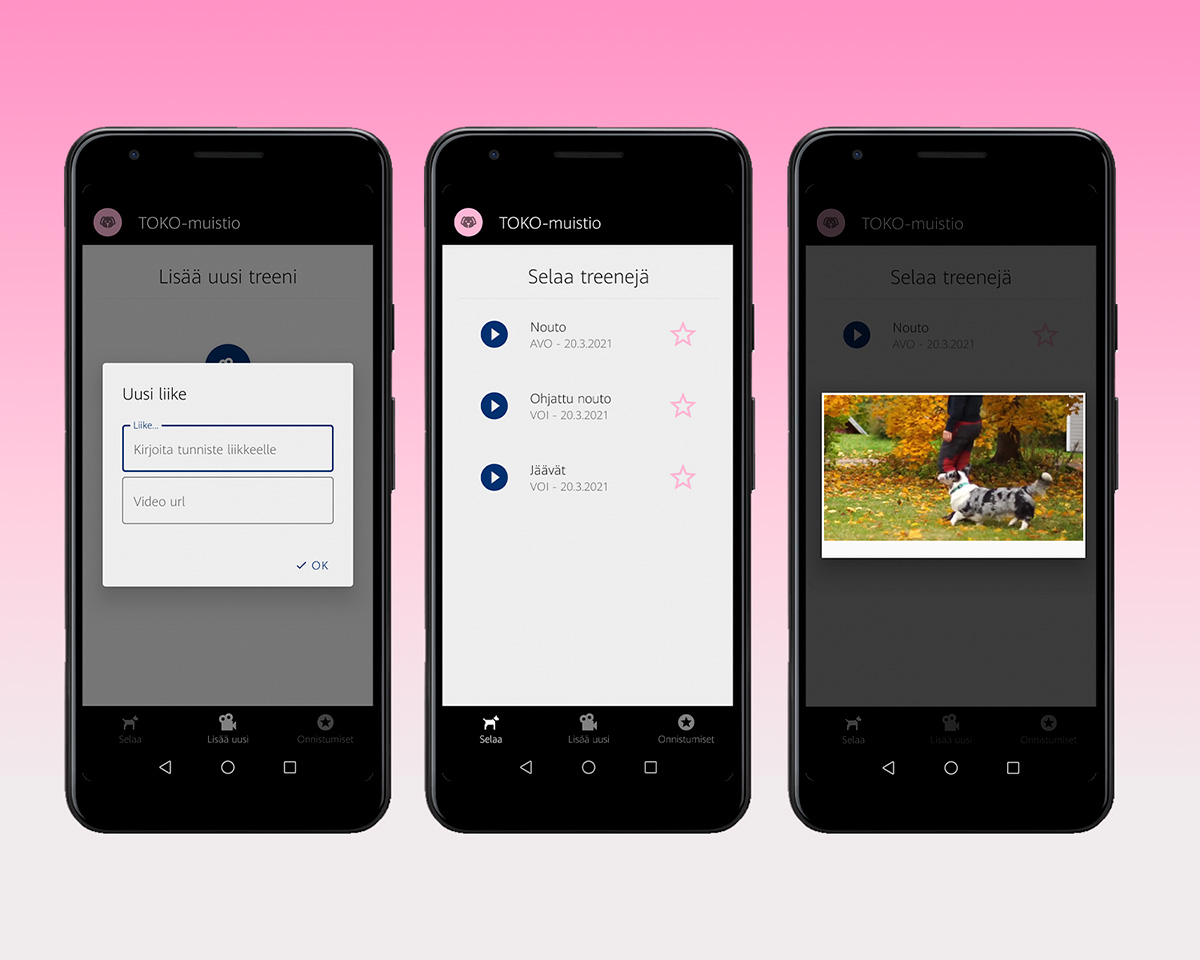 TOKO-muistio
Lisää uusi treeni
Uusi liike
Liike...
Kirjoita tunniste liikkeelle
Video url
OK
Selaa
Lisää uusi
Onnistumiset
TOKO-muistio
Selaa treenejä
Nouto
AVO - 20.3.2021
Ohjattu nouto
VOI - 20.3.2021
Jäävät
VOI - 20.3.2021
Selaa
Lisää uusi
Onnistumiset
TOKO-muistio
Selaa treenejä
Nouto
AVO - 20.3.2021
Selaa
Lisää uusi
Onnistumiset